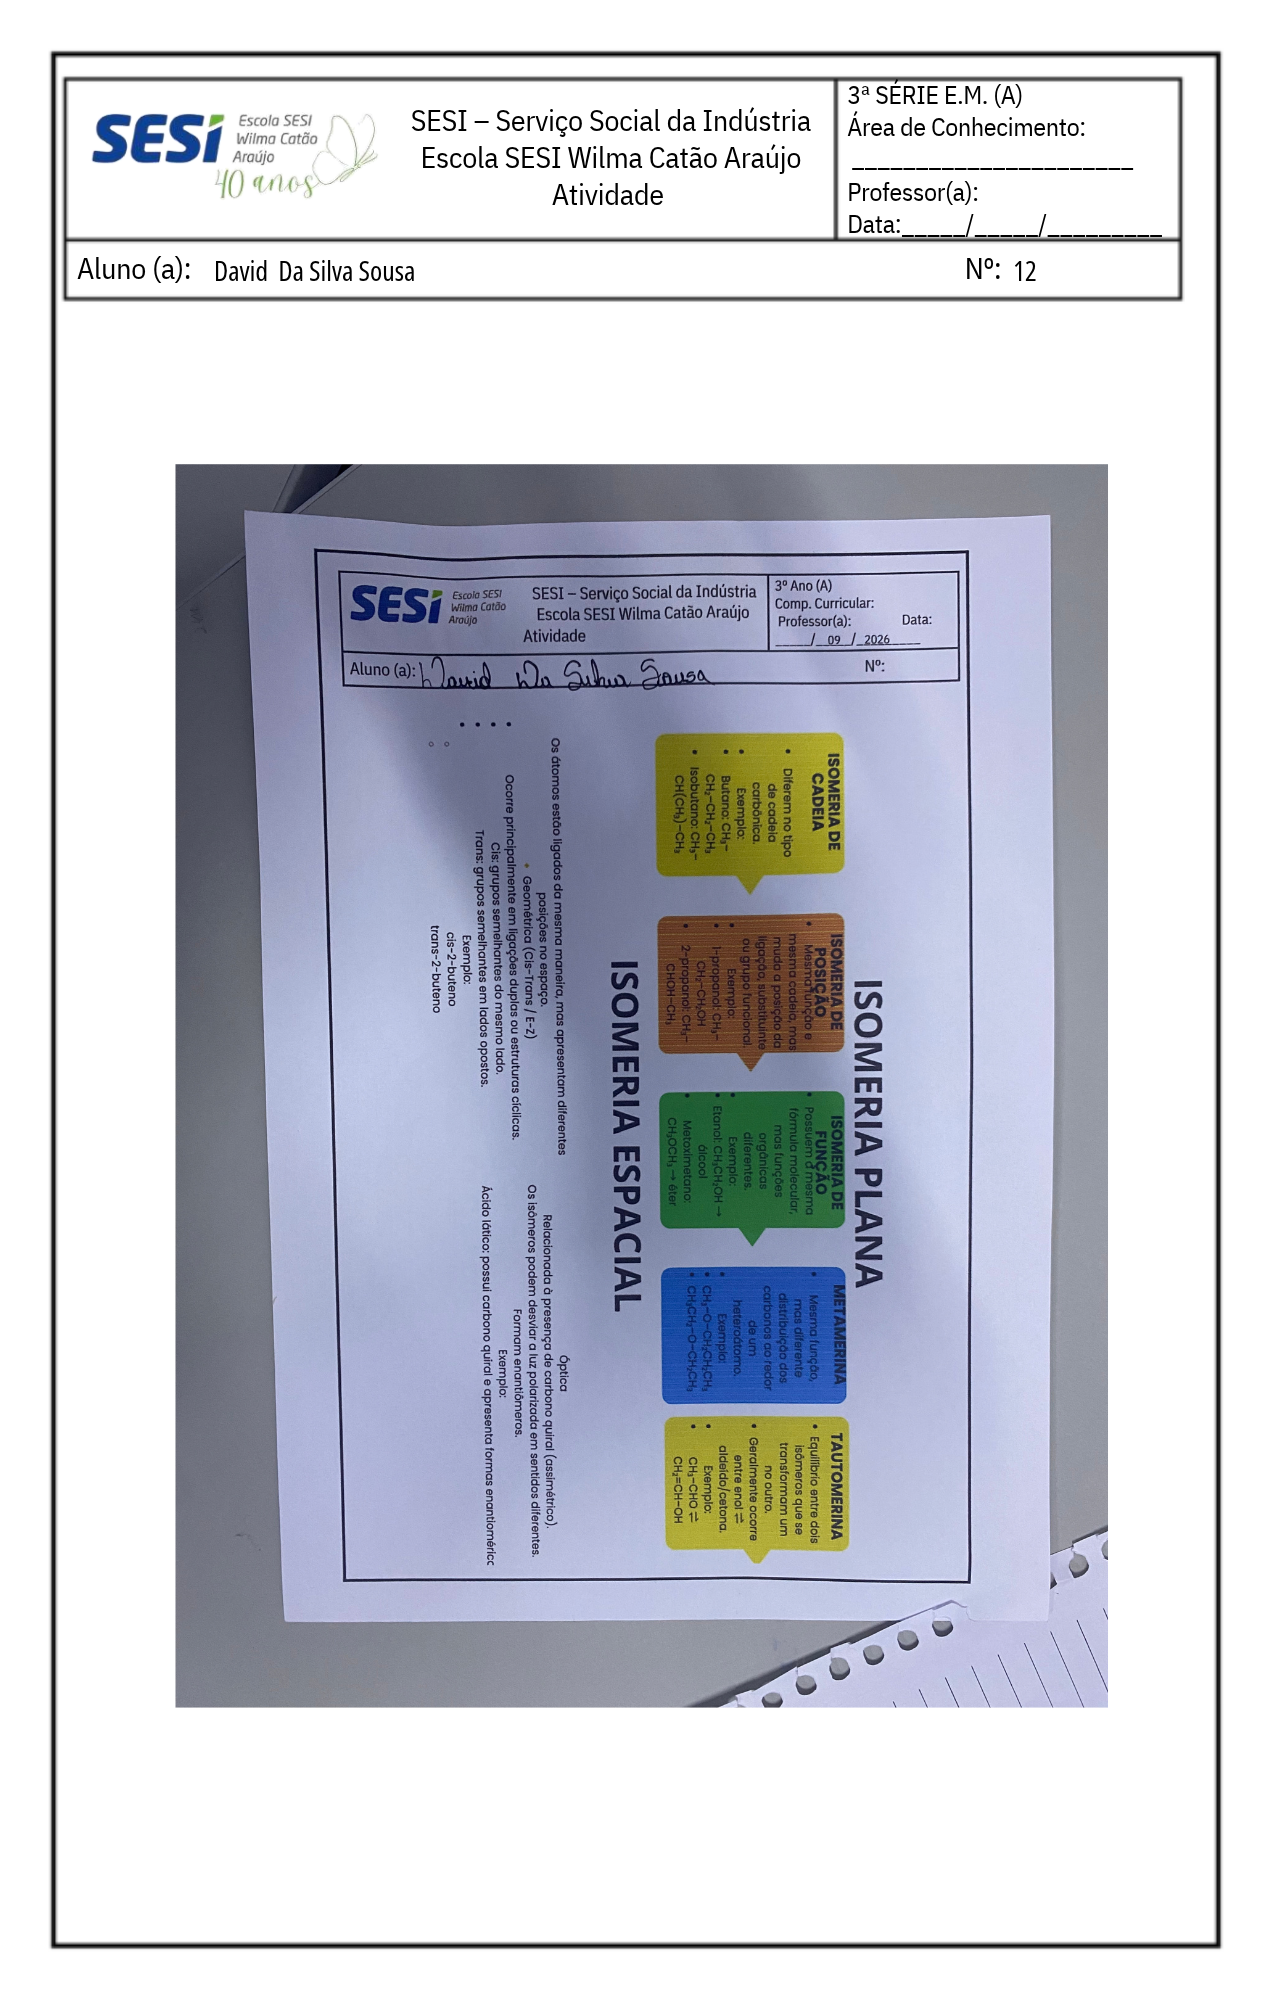 SESI
Escola SESI
Wilma Catão
Araújo
40 anos
SESI – Serviço Social da Indústria
Escola SESI Wilma Catão Araújo
Atividade
3ª SÉRIE E.M. (A)
Área de Conhecimento:
______________________
Professor(a):
Data:_____/_____/_________
Aluno (a): David Da Silva Sousa Nº: 12
SESI
Escola SESI
Wilma Catão
Araújo
SESI – Serviço Social da Indústria
Escola SESI Wilma Catão Araújo
Atividade
3º Ano (A)
Comp. Curricular:
Professor(a): Data:
_____/__09__/_2026____
Aluno (a): David Da Silva Sousa Nº:
ISOMERIA PLANA
ISOMERIA DE
CADEIA
• Diferem no tipo
de cadeia
carbônica.
• Exemplo:
• Butano: CH₃–
CH₂–CH₂–CH₃
• Isobutano: CH₃–
CH(CH₃)–CH₃
ISOMERIA DE
POSIÇÃO
• Mesma função e
mesma cadeia, mas
muda a posição da
ligação, substituinte
ou grupo funcional.
• Exemplo:
• 1-propanol: CH₃–
CH₂–CH₂OH
• 2-propanol: CH₃–
CHOH–CH₃
ISOMERIA DE
FUNÇÃO
• Possuem a mesma
fórmula molecular,
mas funções
orgânicas
diferentes.
• Exemplo:
• Etanol: CH₃CH₂OH →
álcool
• Metoximetano:
CH₃OCH₃ → éter
METAMERINA
• Mesma função,
mas diferente
distribuição dos
carbonos ao redor
de um
heteroátomo.
• Exemplo:
• CH₃–O–CH₂CH₂CH₃
• CH₃CH₂–O–CH₂CH₃
TAUTOMERINA
• Equilíbrio entre dois
isômeros que se
transformam um
no outro.
• Geralmente ocorre
entre enol ⇌
aldeído/cetona.
• Exemplo:
• CH₃–CHO ⇌
CH₂=CH–OH
ISOMERIA ESPACIAL
Os átomos estão ligados da mesma maneira, mas apresentam diferentes
posições no espaço.
• Geométrica (Cis-Trans / E-Z)
• Ocorre principalmente em ligações duplas ou estruturas cíclicas.
• Cis: grupos semelhantes do mesmo lado.
• Trans: grupos semelhantes em lados opostos.
• Exemplo:
○ cis-2-buteno
○ trans-2-buteno
Óptica
Relacionada à presença de carbono quiral (assimétrico).
Os isômeros podem desviar a luz polarizada em sentidos diferentes.
Formam enantiômeros.
Exemplo:
Ácido lático: possui carbono quiral e apresenta formas enantioméricc